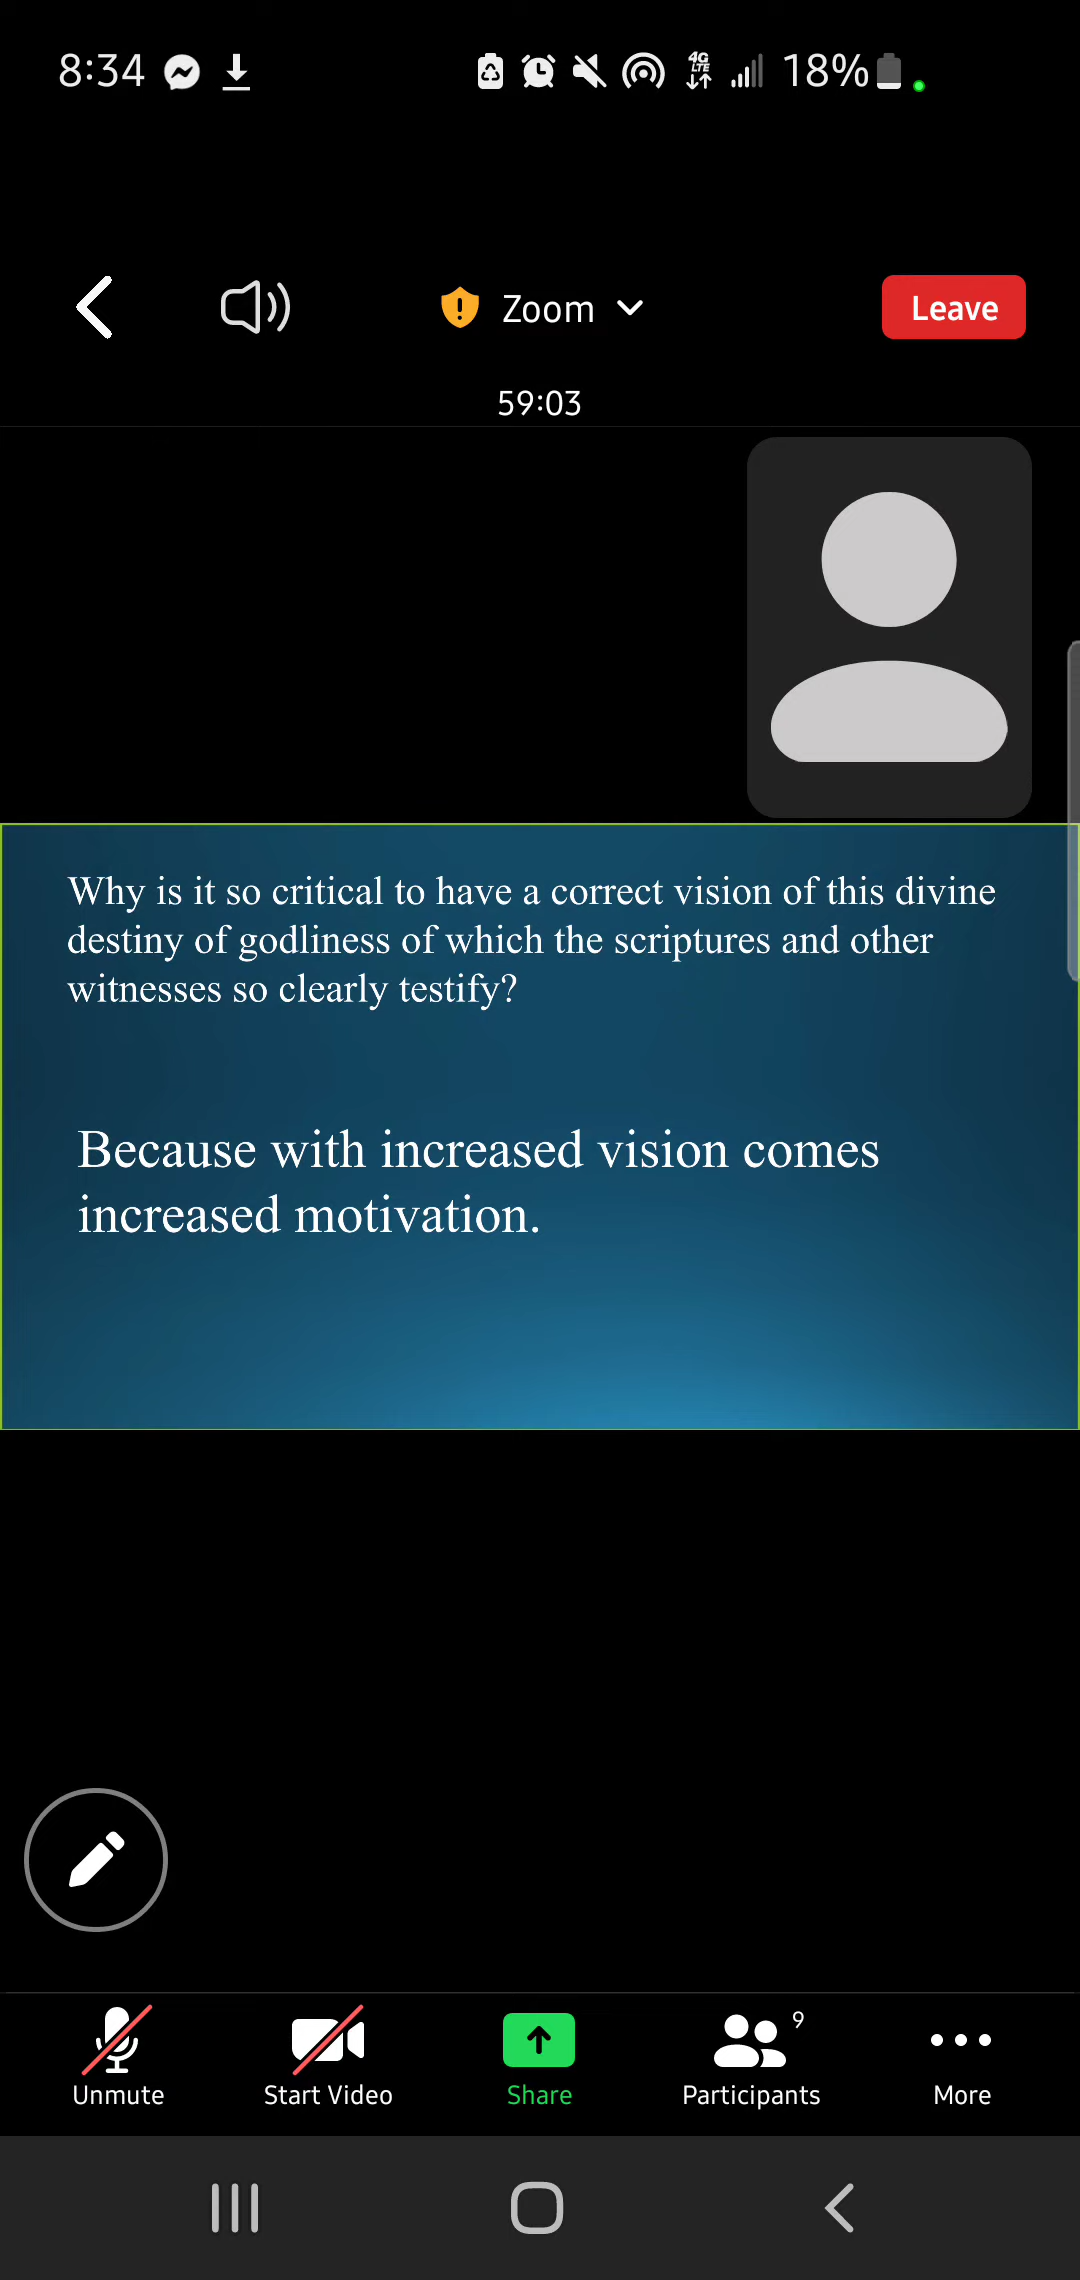 8:34
4G
LTE
18%
Zoom
Leave
59:03
Why is it so critical to have a correct vision of this divine
destiny of godliness of which the scriptures and other
witnesses so clearly testify?
Because with increased vision comes
increased motivation.
9
Unmute
Start Video
Share
Participants
More